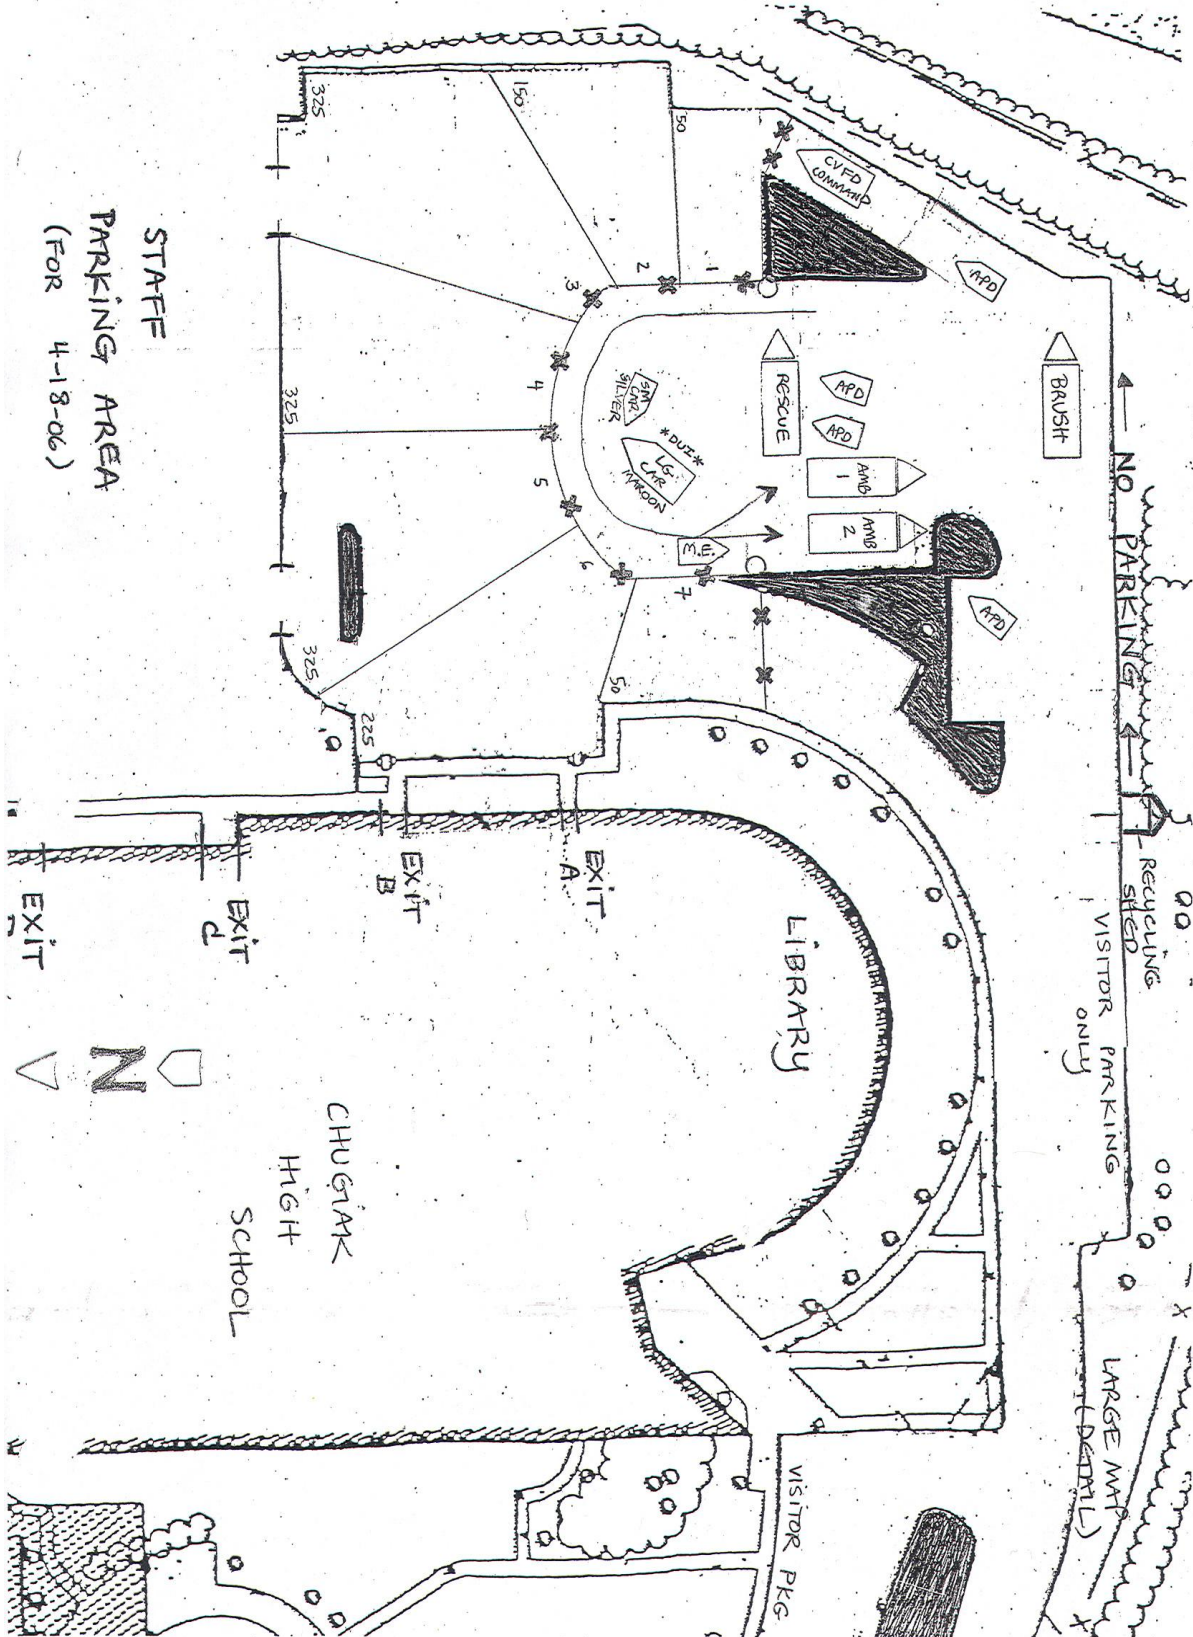 LARGE MAP
(DETAIL)
← NO PARKING ←
RECYCLING
SHED
VISITOR PARKING
ONLY
BRUSH
APD
CVFD
COMMAND
APD
APD
RESCUE
AMB
1
AMB
2
APD
*DUI*
LG.
CAR
MAROON
SM
CAR
SILVER
M.E.
1
2
3
4
5
6
7
50
150
325
325
325
225
50
EXIT
A
EXIT
B
EXIT
C
EXIT
LIBRARY
CHUGIAK
HIGH
SCHOOL
VISITOR PKG
N
STAFF
PARKING AREA
(FOR 4-18-06)
X
X
X